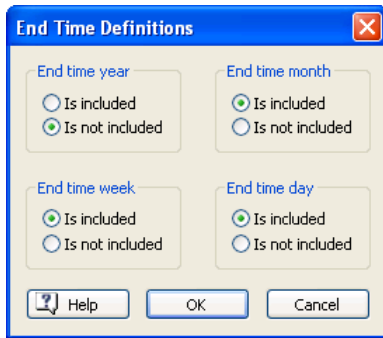 End Time Definitions
End time year
Is included
Is not included
End time month
Is included
Is not included
End time week
Is included
Is not included
End time day
Is included
Is not included
Help
OK
Cancel